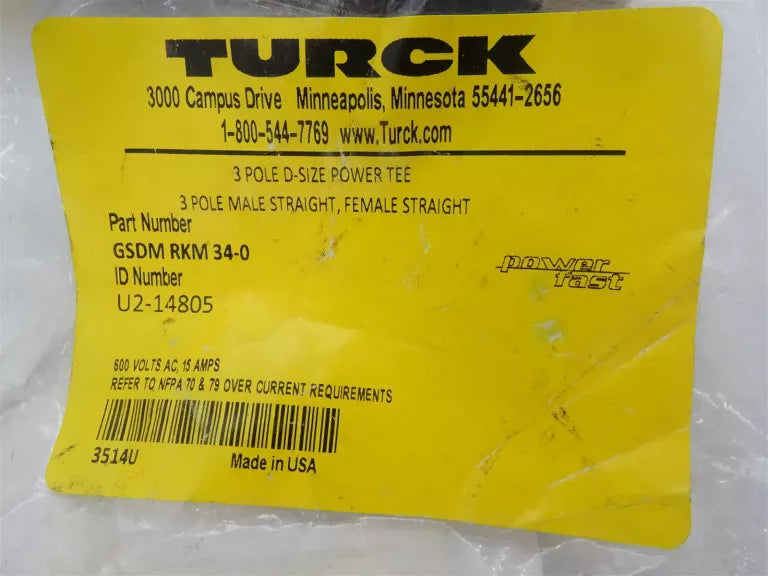 TURCK
3000 Campus Drive Minneapolis, Minnesota 55441-2656
1-800-544-7769 www.Turck.com
3 POLE D-SIZE POWER TEE
3 POLE MALE STRAIGHT, FEMALE STRAIGHT
Part Number
GSDM RKM 34-0
ID Number
U2-14805
power
fast
600 VOLTS AC, 15 AMPS
REFER TO NFPA 70 & 79 OVER CURRENT REQUIREMENTS
3514U Made in USA